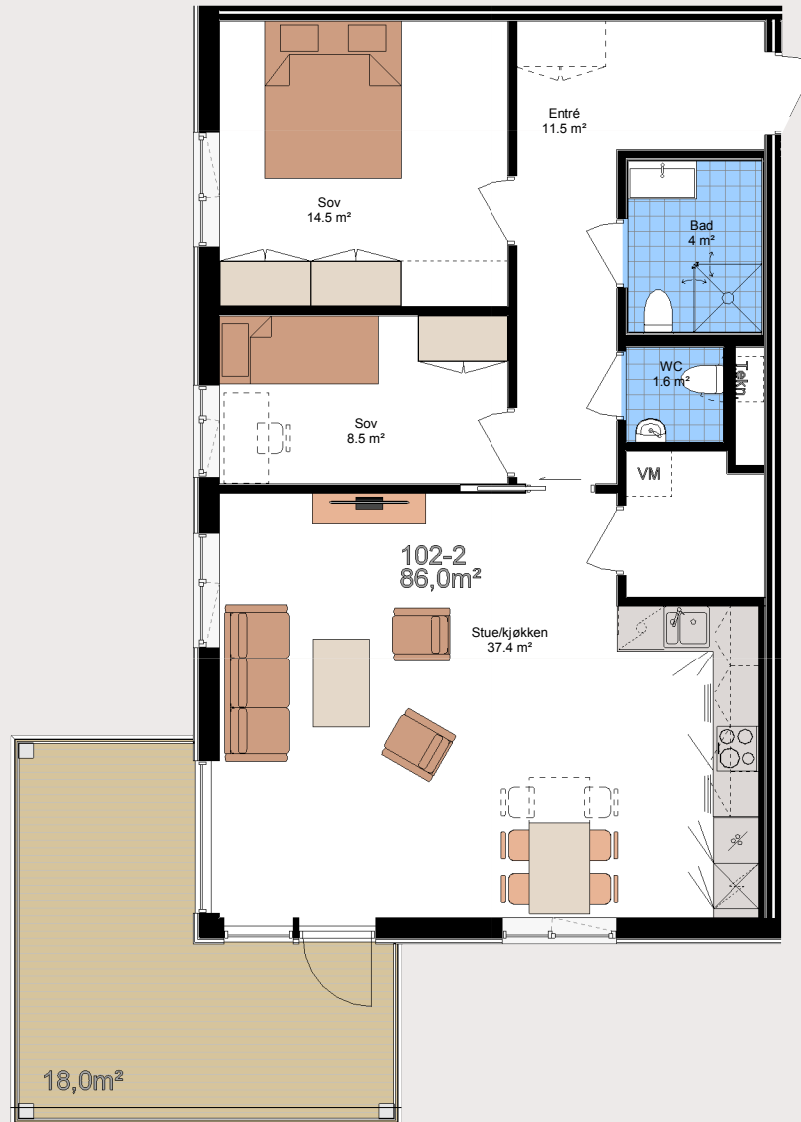 Entré
11.5 m²
Sov
14.5 m²
Bad
4 m²
WC
1.6 m²
Tekn.
Sov
8.5 m²
VM
102-2
86,0m²
Stue/kjøkken
37.4 m²
18,0m²